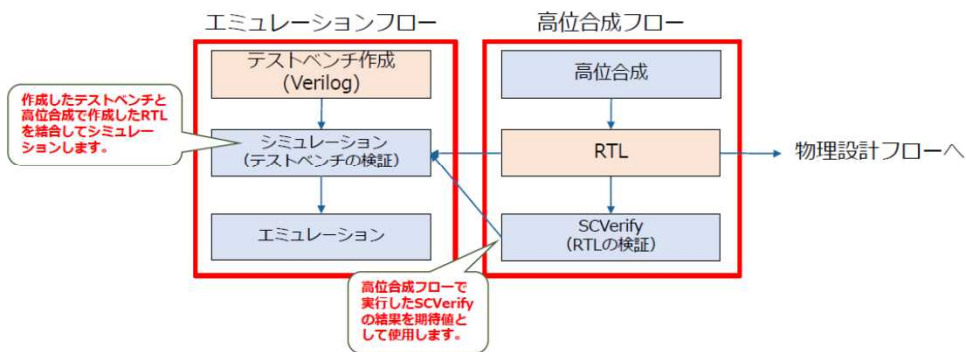 エミュレーションフロー
高位合成フロー
テストベンチ作成
(Verilog)
高位合成
作成したテストベンチと
高位合成で作成したRTL
を結合してシミュレー
ションします。
シミュレーション
(テストベンチの検証)
RTL
物理設計フローへ
エミュレーション
SCVerify
(RTLの検証)
高位合成フローで
実行したSCVerify
の結果を期待値と
して使用します。